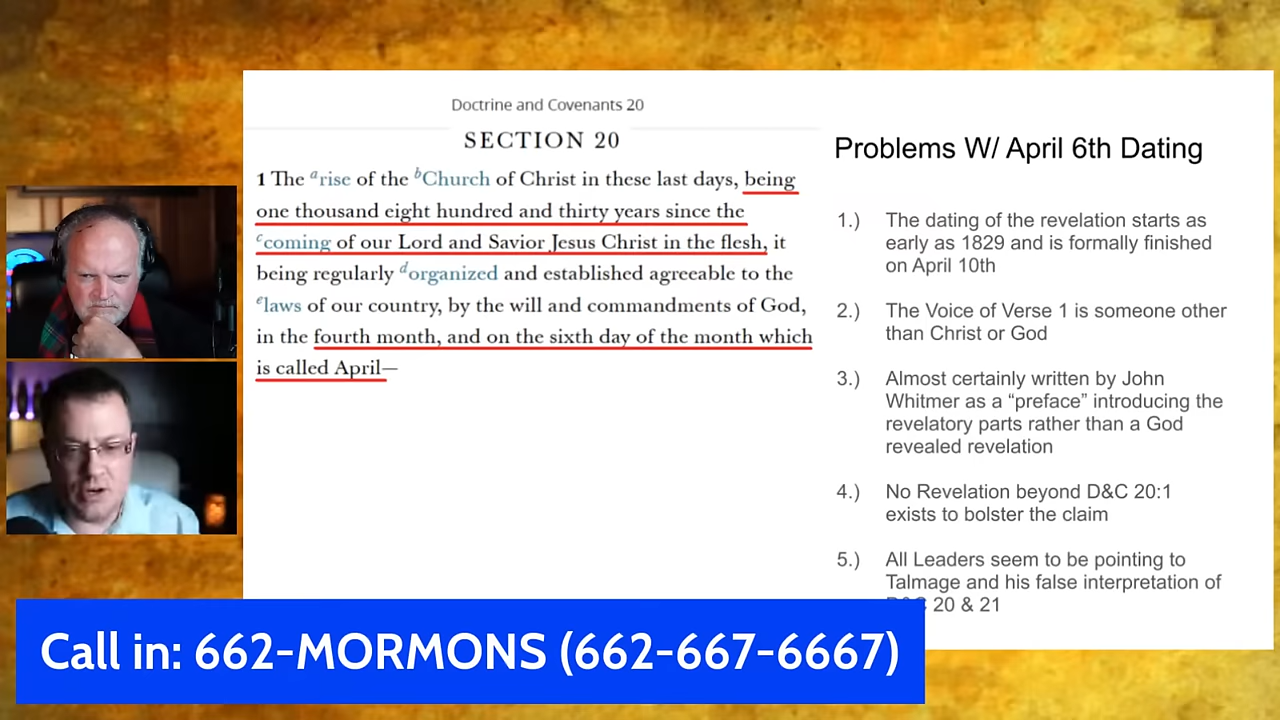 Doctrine and Covenants 20
SECTION 20
1 The ᵃrise of the ᵇChurch of Christ in these last days, being
one thousand eight hundred and thirty years since the
ᶜcoming of our Lord and Savior Jesus Christ in the flesh, it
being regularly ᵈorganized and established agreeable to the
ᵉlaws of our country, by the will and commandments of God,
in the fourth month, and on the sixth day of the month which
is called April—
Problems W/ April 6th Dating
1.) The dating of the revelation starts as
early as 1829 and is formally finished
on April 10th
2.) The Voice of Verse 1 is someone other
than Christ or God
3.) Almost certainly written by John
Whitmer as a “preface” introducing the
revelatory parts rather than a God
revealed revelation
4.) No Revelation beyond D&C 20:1
exists to bolster the claim
5.) All Leaders seem to be pointing to
Talmage and his false interpretation of
20 & 21
Call in: 662-MORMONS (662-667-6667)